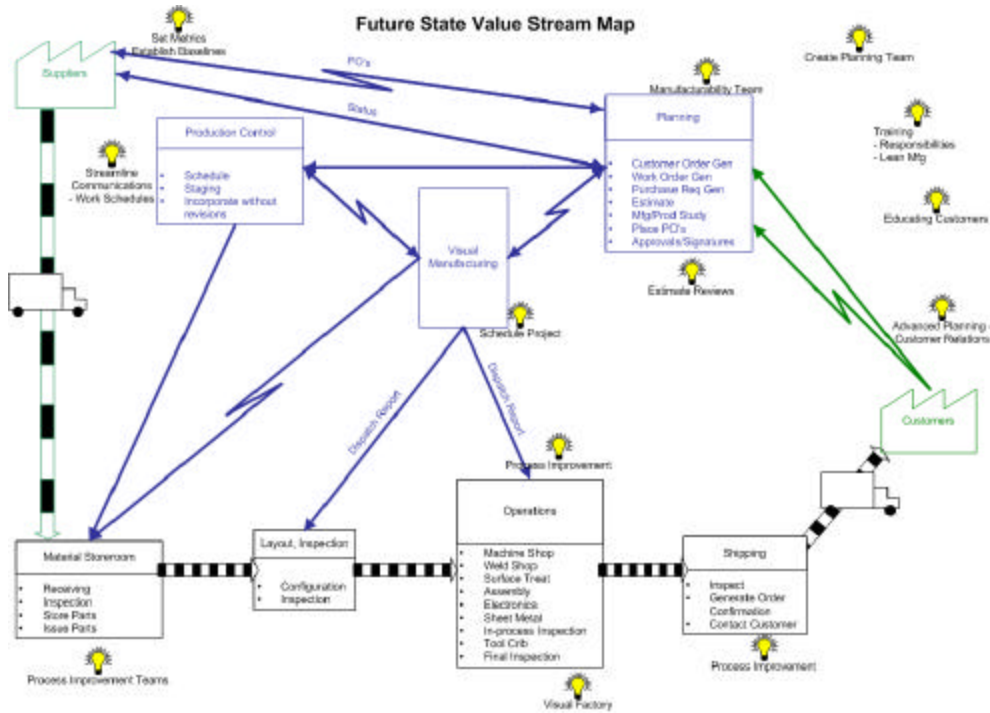 Future State Value Stream Map
Set Metrics
Establish Baselines
Suppliers
PO's
Status
Create Planning Team
Manufacturability Team
Planning
Customer Order Gen
Work Order Gen
Purchase Req Gen
Estimate
Mfg/Prod Study
Place PO's
Approvals/Signatures
Training
- Responsibilities
- Lean Mfg
Production Control
Schedule
Staging
Incorporate without
revisions
Streamline
Communications
- Work Schedules
Educating Customers
Visual
Manufacturing
Estimate Reviews
Schedule Project
Advanced Planning -
Customer Relations
Dispatch Report
Dispatch Report
Customers
Process Improvement
Operations
Machine Shop
Weld Shop
Surface Treat
Assembly
Electronics
Sheet Metal
In-process Inspection
Tool Crib
Final Inspection
Material Storeroom
Receiving
Inspection
Store Parts
Issue Parts
Layout, Inspection
Configuration
Inspection
Shipping
Inspect
Generate Order
Confirmation
Contact Customer
Process Improvement Teams
Visual Factory
Process Improvement